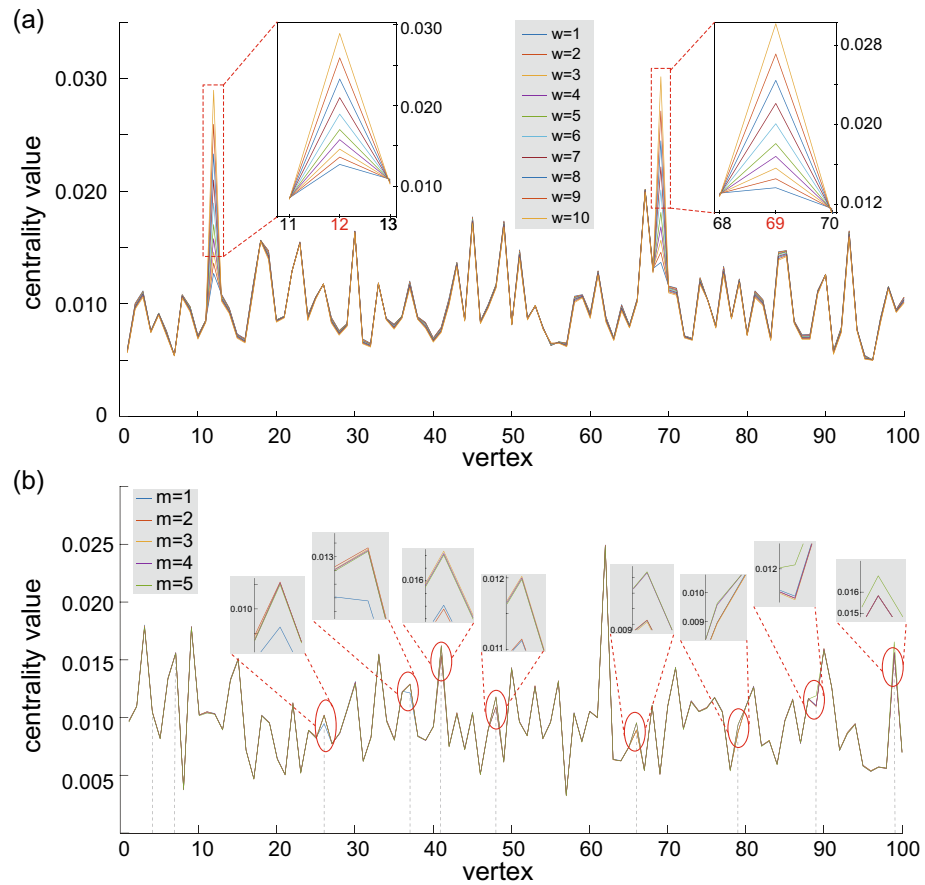 (a)
centrality value
0.035
0.030
0.020
0.010
0
0.030
0.020
0.010
11 12 13
w=1
w=2
w=3
w=4
w=5
w=6
w=7
w=8
w=9
w=10
0.028
0.020
0.012
68 69 70
0 10 20 30 40 50 60 70 80 90 100
vertex
(b)
centrality value
0.025
0.020
0.015
0.010
0.005
m=1
m=2
m=3
m=4
m=5
0.010
0.013
0.016
0.012
0.011
0.009
0.010
0.009
0.012
0.016
0.015
0 10 20 30 40 50 60 70 80 90 100
vertex